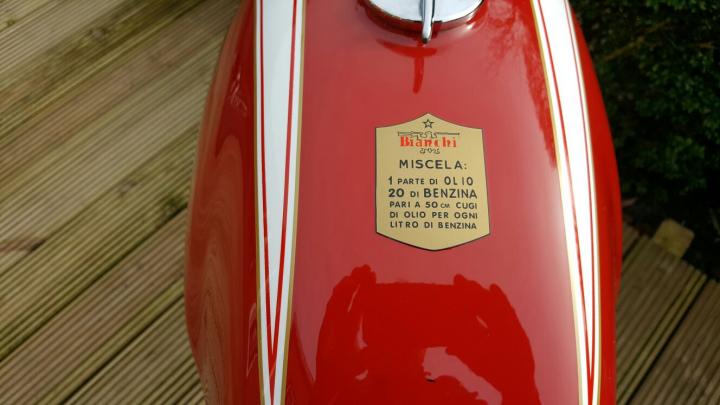 Bianchi
MISCELA:
1 PARTE DI OLIO
20 DI BENZINA
PARI A 50 CM CUGI
DI OLIO PER OGNI
LITRO DI BENZINA